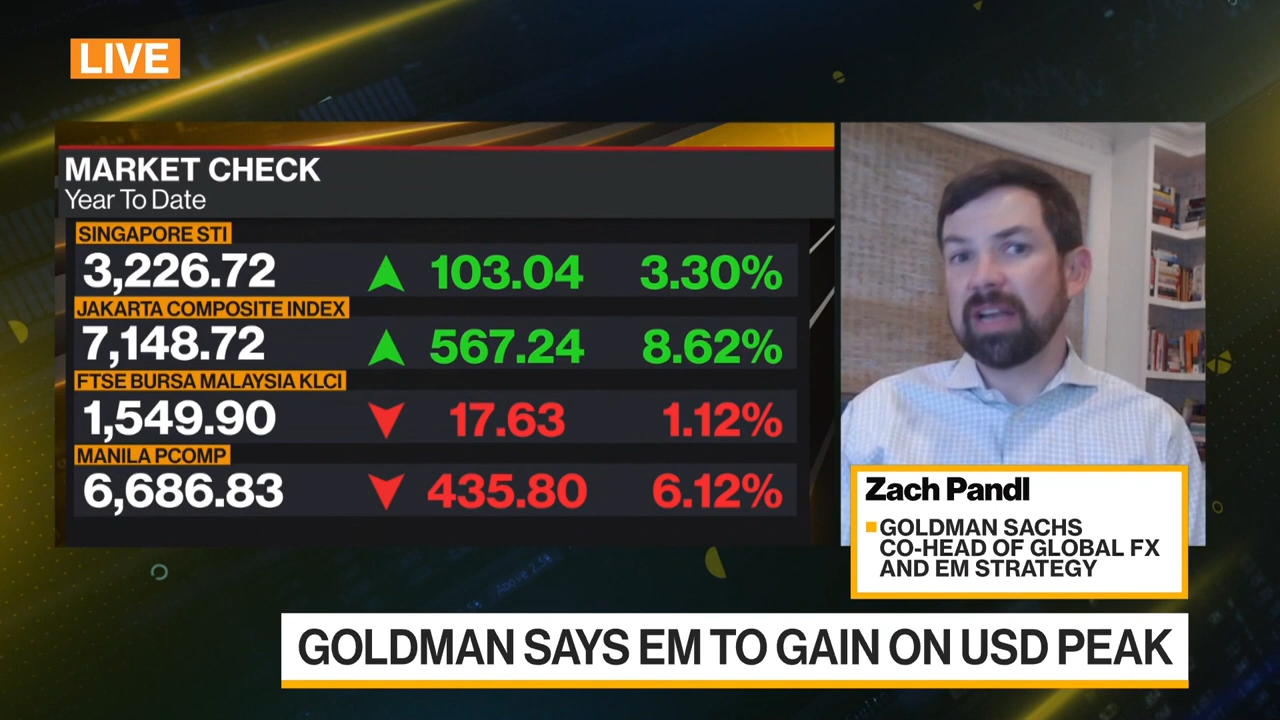 LIVE
MARKET CHECK
Year To Date
SINGAPORE STI
3,226.72 ▲ 103.04 3.30%
JAKARTA COMPOSITE INDEX
7,148.72 ▲ 567.24 8.62%
FTSE BURSA MALAYSIA KLCI
1,549.90 ▼ 17.63 1.12%
MANILA PCOMP
6,686.83 ▼ 435.80 6.12%
Zach Pandl
GOLDMAN SACHS
CO-HEAD OF GLOBAL FX
AND EM STRATEGY
GOLDMAN SAYS EM TO GAIN ON USD PEAK